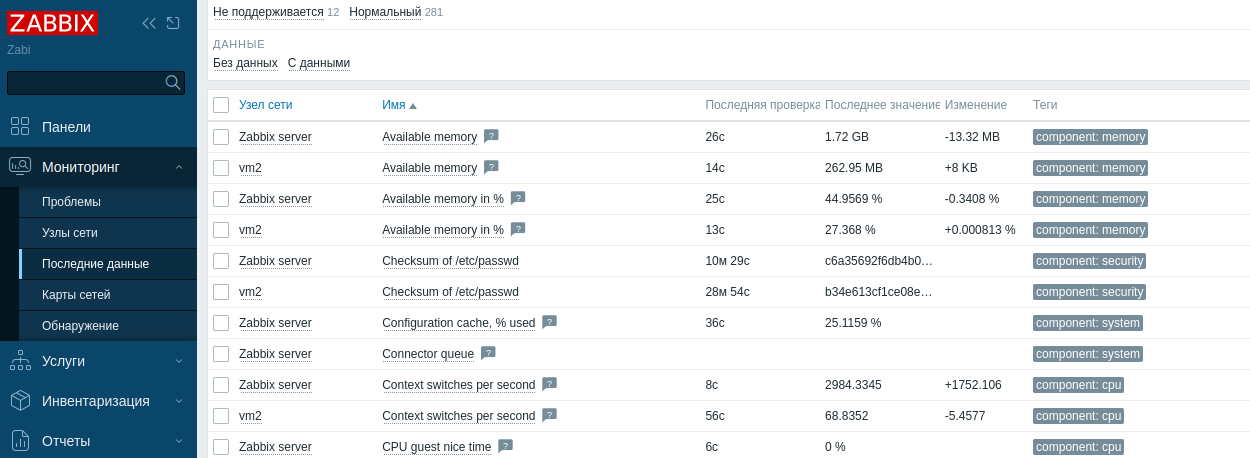 ZABBIX
Zabi
Панели
Мониторинг
Проблемы
Узлы сети
Последние данные
Карты сетей
Обнаружение
Услуги
Инвентаризация
Отчеты
Не поддерживается 12 Нормальный 281
ДАННЫЕ
Без данных С данными
Узел сети Имя Последняя проверка Последнее значение Изменение Теги
Zabbix server Available memory ? 26с 1.72 GB -13.32 MB component: memory
vm2 Available memory ? 14с 262.95 MB +8 KB component: memory
Zabbix server Available memory in % ? 25с 44.9569 % -0.3408 % component: memory
vm2 Available memory in % ? 13с 27.368 % +0.000813 % component: memory
Zabbix server Checksum of /etc/passwd 10м 29с c6a35692f6db4b0… component: security
vm2 Checksum of /etc/passwd 28м 54с b34e613cf1ce08e… component: security
Zabbix server Configuration cache, % used ? 36с 25.1159 % component: system
Zabbix server Connector queue ? component: system
Zabbix server Context switches per second ? 8с 2984.3345 +1752.106 component: cpu
vm2 Context switches per second ? 56с 68.8352 -5.4577 component: cpu
Zabbix server CPU guest nice time ? 6с 0 % component: cpu